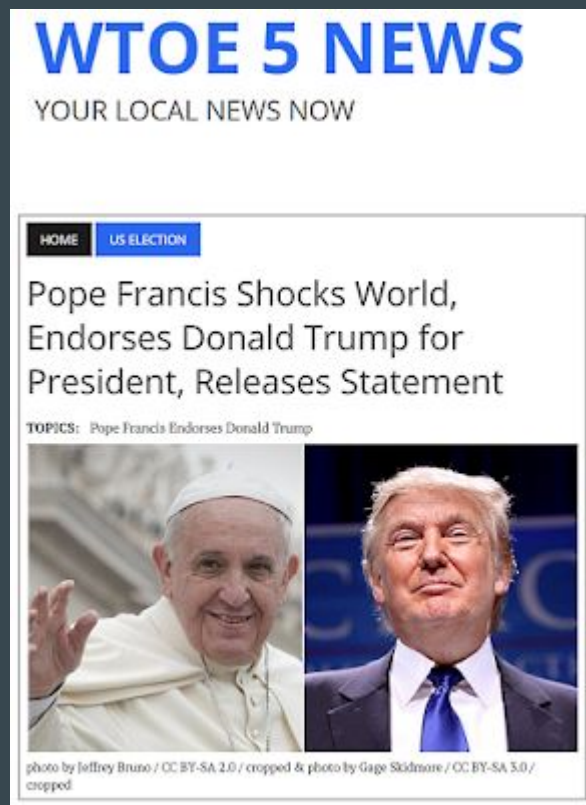 WTOE 5 NEWS
YOUR LOCAL NEWS NOW
HOME US ELECTION
Pope Francis Shocks World,
Endorses Donald Trump for
President, Releases Statement
TOPICS: Pope Francis Endorses Donald Trump
photo by Jeffrey Bruno / CC BY-SA 2.0 / cropped & photo by Gage Skidmore / CC BY-SA 3.0 /
cropped